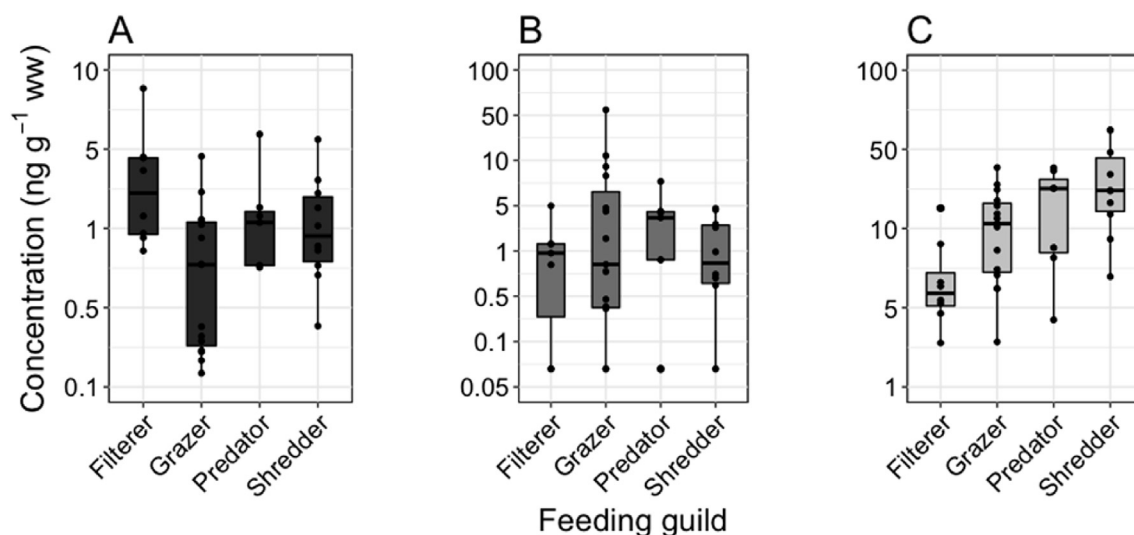 A
B
C
Concentration (ng g⁻¹ ww)
10
5
1
0.5
0.1
100
50
10
5
1
0.5
0.1
0.05
100
50
10
5
1
Filterer
Grazer
Predator
Shredder
Filterer
Grazer
Predator
Shredder
Filterer
Grazer
Predator
Shredder
Feeding guild